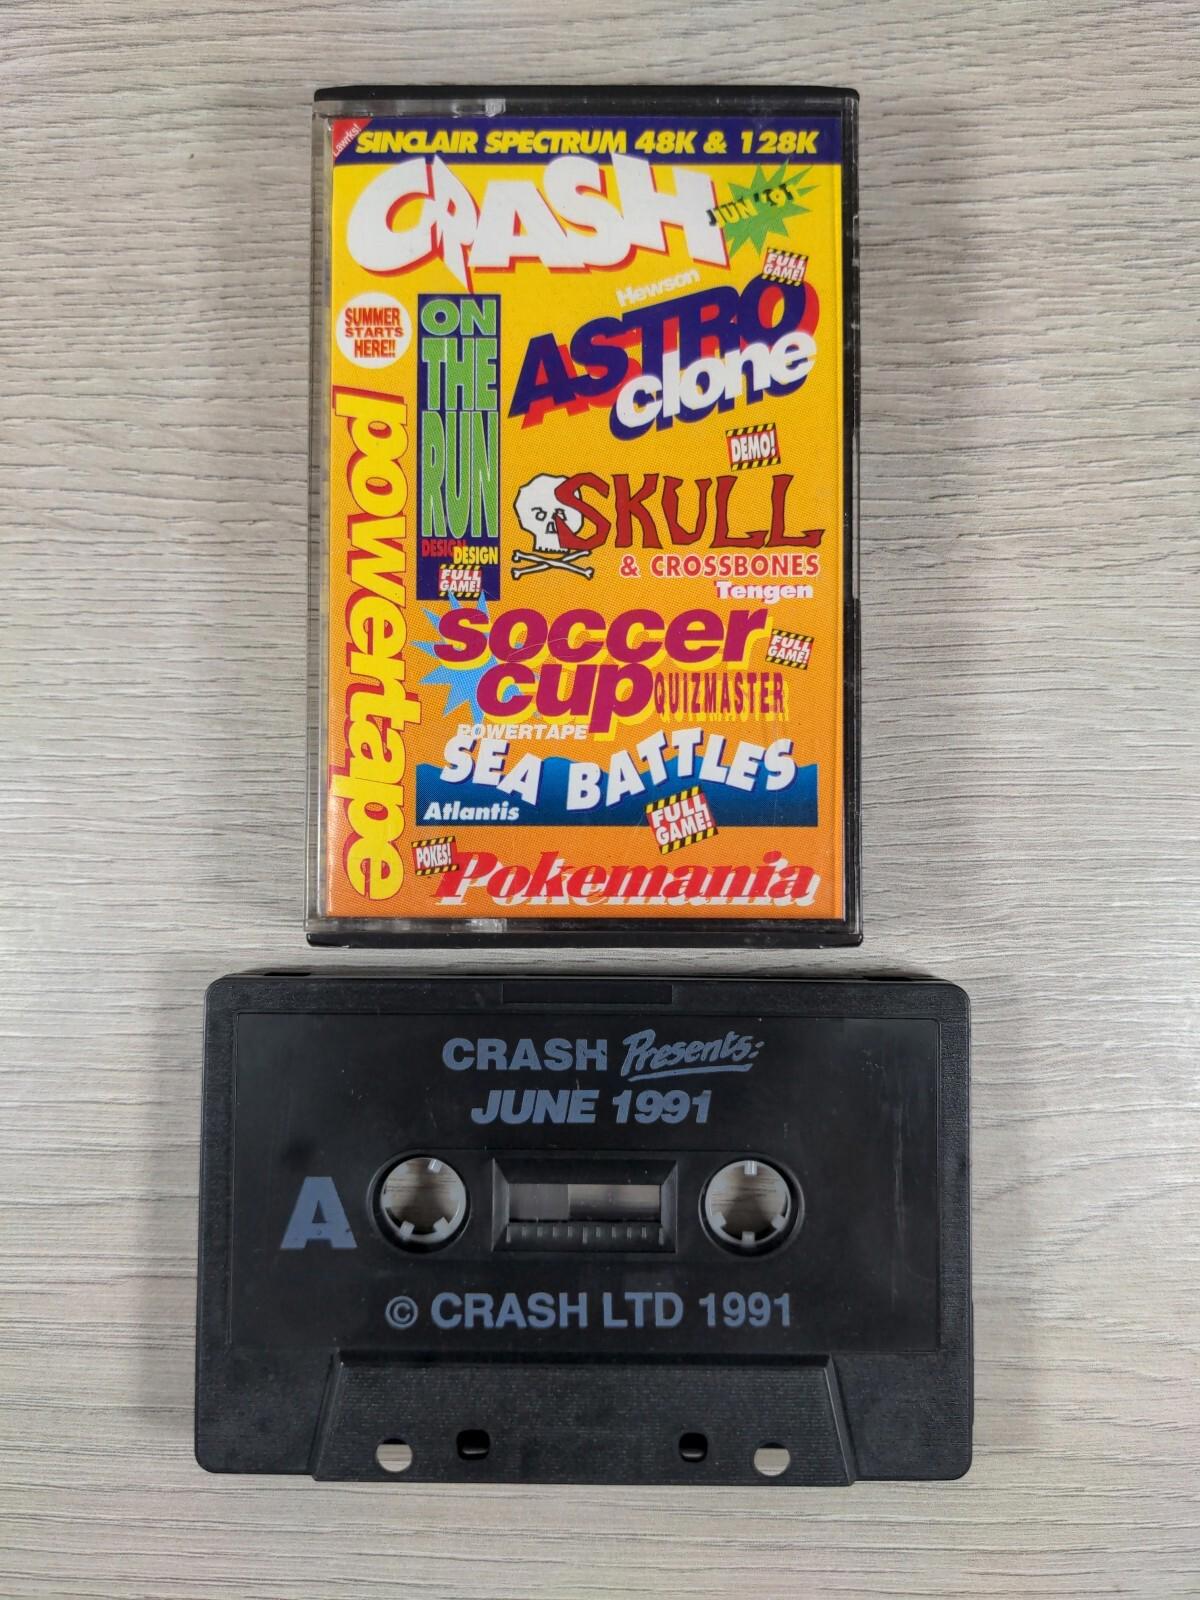 Lawks!
SINCLAIR SPECTRUM 48K & 128K
CRASH
JUN '91
SUMMER
STARTS
HERE!!
powertape
ON
THE
RUN
DESIGN DESIGN
FULL
GAME!
Hewson
FULL
GAME!
ASTRO
clone
DEMO!
SKULL
& CROSSBONES
Tengen
soccer
cup QUIZMASTER
FULL
GAME!
POWERTAPE
SEA BATTLES
Atlantis
FULL
GAME!
POKES!
Pokemania
CRASH Presents:
JUNE 1991
A
© CRASH LTD 1991